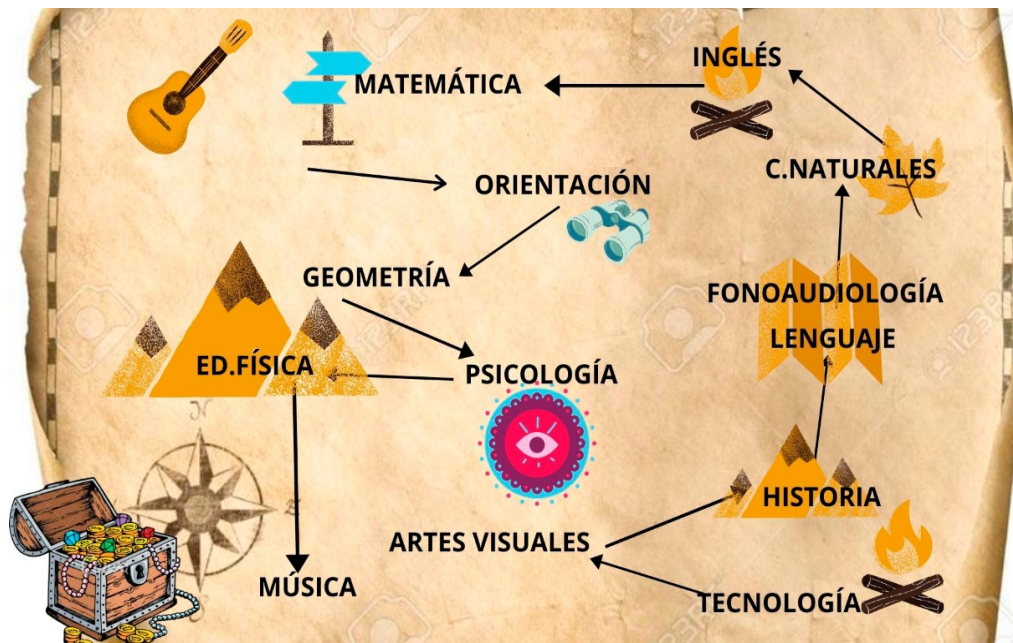 INGLÉS
MATEMÁTICA
C.NATURALES
ORIENTACIÓN
GEOMETRÍA
FONOAUDIOLOGÍA
LENGUAJE
ED.FÍSICA
PSICOLOGÍA
HISTORIA
ARTES VISUALES
MÚSICA
TECNOLOGÍA